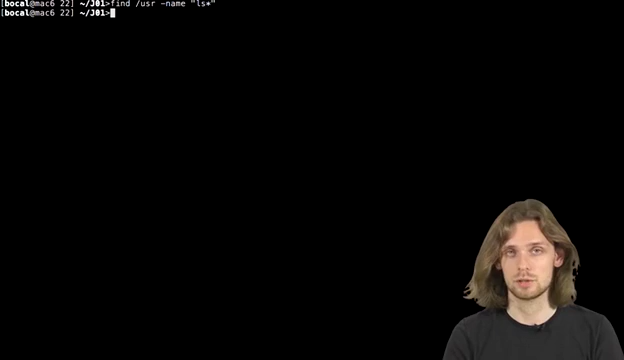 [bocal@mac6 22] ~/J01>find /usr -name "ls*"
[bocal@mac6 22] ~/J01>